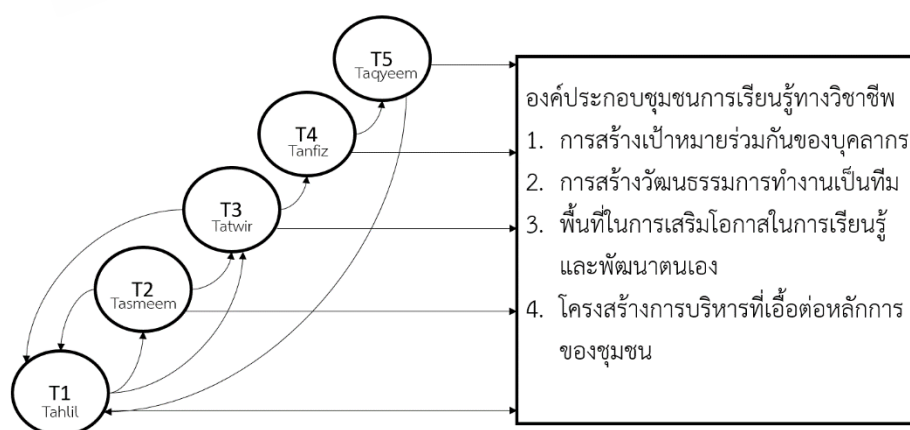 T5
Taqyeem
T4
Tanfiz
T3
Tatwir
T2
Tasmeem
T1
Tahlil
องค์ประกอบชุมชนการเรียนรู้ทางวิชาชีพ
1. การสร้างเป้าหมายร่วมกันของบุคลากร
2. การสร้างวัฒนธรรมการทำงานเป็นทีม
3. พื้นที่ในการเสริมโอกาสในการเรียนรู้
และพัฒนาตนเอง
4. โครงสร้างการบริหารที่เอื้อต่อหลักการ
ของชุมชน